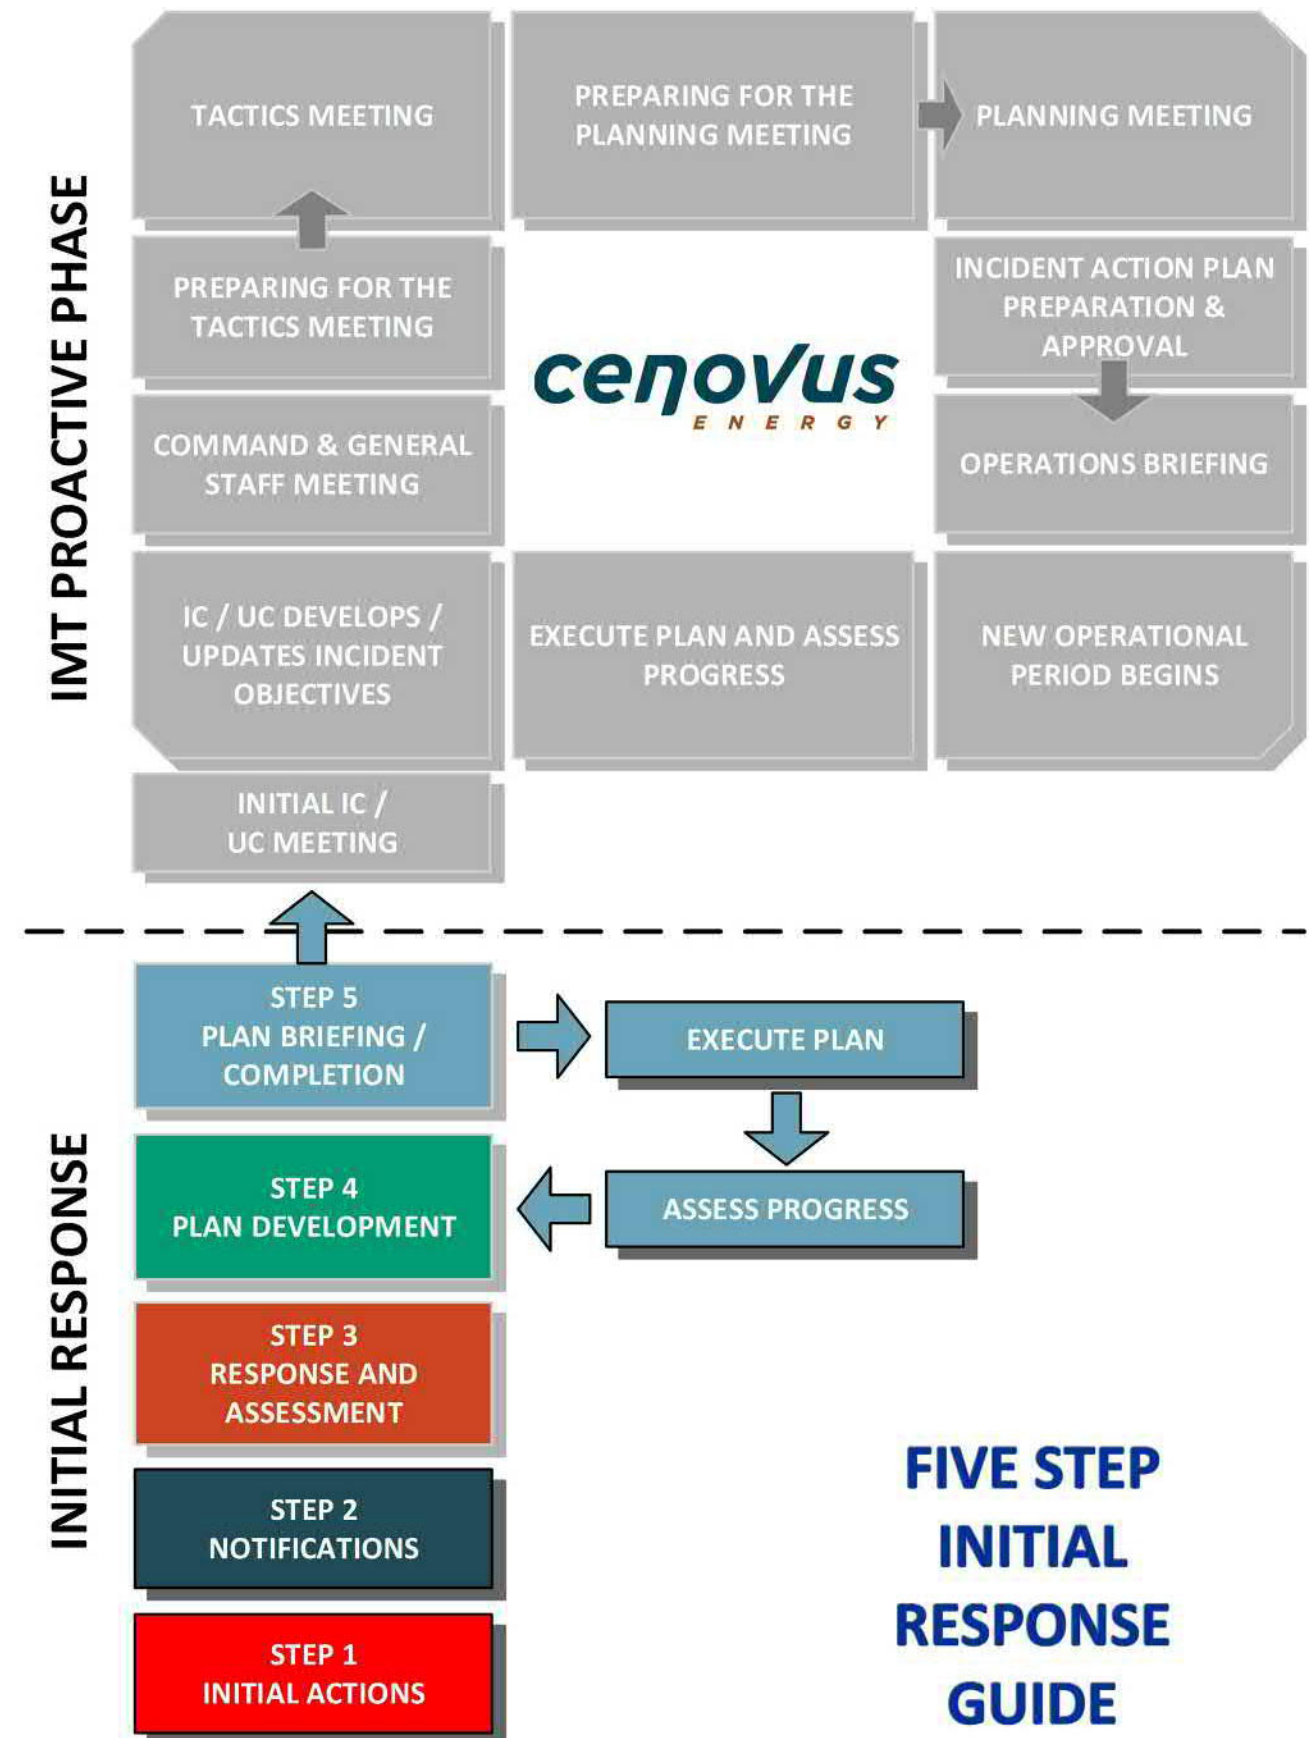 IMT PROACTIVE PHASE
TACTICS MEETING
PREPARING FOR THE
PLANNING MEETING
PLANNING MEETING
PREPARING FOR THE
TACTICS MEETING
INCIDENT ACTION PLAN
PREPARATION &
APPROVAL
cenovus
ENERGY
COMMAND & GENERAL
STAFF MEETING
OPERATIONS BRIEFING
IC / UC DEVELOPS /
UPDATES INCIDENT
OBJECTIVES
EXECUTE PLAN AND ASSESS
PROGRESS
NEW OPERATIONAL
PERIOD BEGINS
INITIAL IC /
UC MEETING
INITIAL RESPONSE
STEP 5
PLAN BRIEFING /
COMPLETION
EXECUTE PLAN
STEP 4
PLAN DEVELOPMENT
ASSESS PROGRESS
STEP 3
RESPONSE AND
ASSESSMENT
STEP 2
NOTIFICATIONS
STEP 1
INITIAL ACTIONS
FIVE STEP
INITIAL
RESPONSE
GUIDE